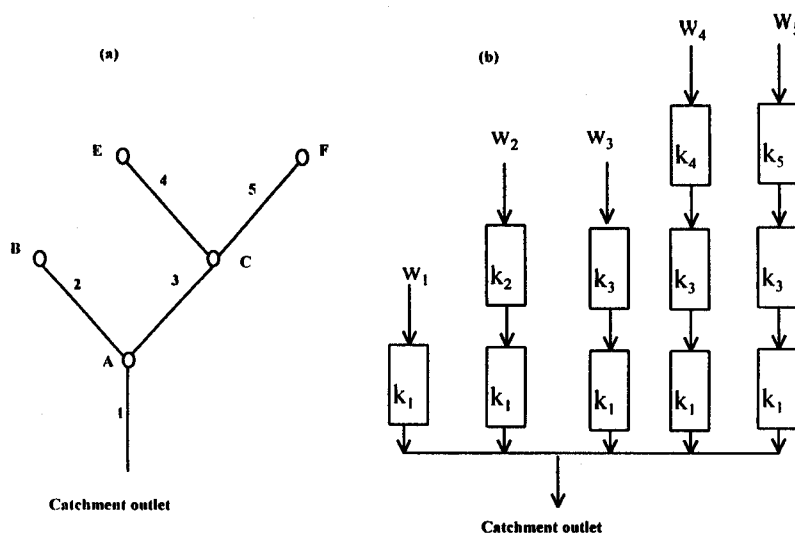 (a)
E
F
4
5
B
C
2
3
A
1
Catchment outlet
(b)
W₄
W₅
W₂
W₃
k₄
k₅
W₁
k₂
k₃
k₃
k₃
k₁
k₁
k₁
k₁
k₁
Catchment outlet